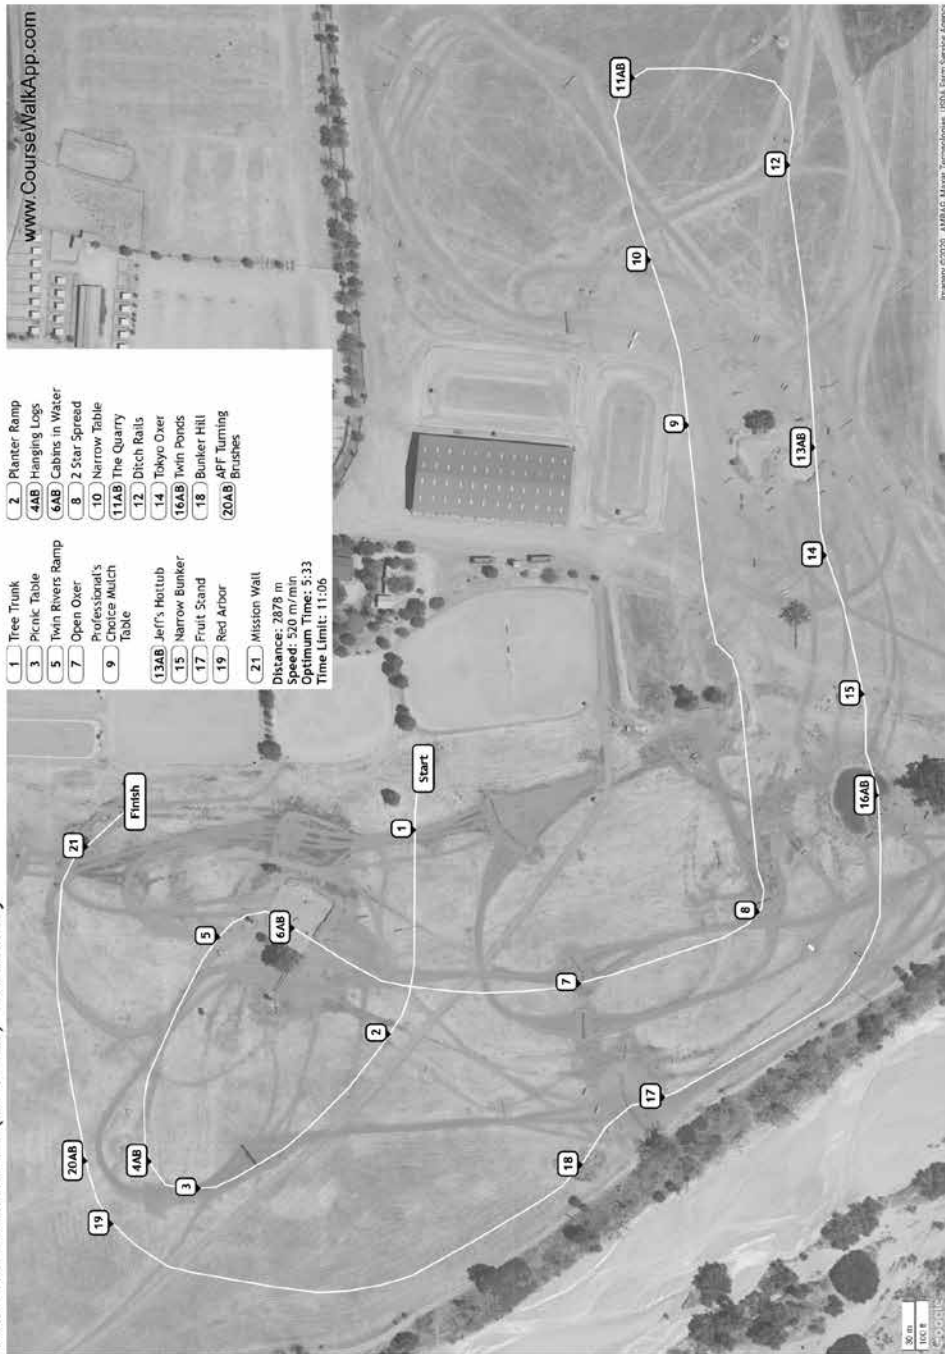 www.CourseWalkApp.com
1 Tree Trunk
2 Planter Ramp
3 Picnic Table
4AB Hanging Logs
5 Twin Rivers Ramp
6AB Cabins in Water
7 Open Oxer
8 2 Star Spread
9 Professional's
Choice Mulch
Table
10 Narrow Table
11AB The Quarry
12 Ditch Rails
13AB Jeff's Hottub
14 Tokyo Oxer
15 Narrow Bunker
16AB Twin Ponds
17 Fruit Stand
18 Bunker Hill
19 Red Arbor
20AB APF Turning
Brushes
21 Mission Wall
Distance: 2878 m
Speed: 520 m/min
Optimum Time: 5:33
Time Limit: 11:06
Finish
21
Start
1
5
6AB
2
7
8
4AB
3
20AB
19
18
17
16AB
15
14
13AB
9
10
12
11AB
30 m
100 ft
Google